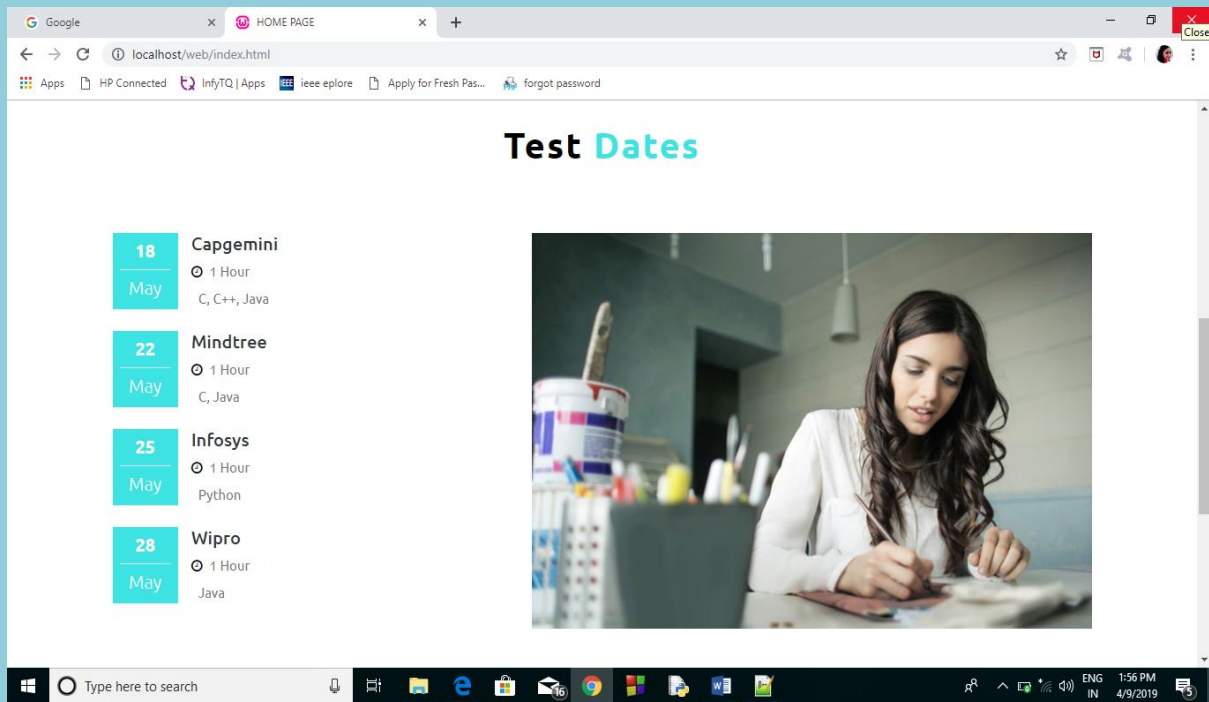 Google
HOME PAGE
Close
localhost/web/index.html
Apps HP Connected InfyTQ | Apps ieee eplore Apply for Fresh Pas... forgot password
Test Dates
18 May
Capgemini
1 Hour
C, C++, Java
22 May
Mindtree
1 Hour
C, Java
25 May
Infosys
1 Hour
Python
28 May
Wipro
1 Hour
Java
Type here to search
16
ENG
IN
1:56 PM
4/9/2019
5